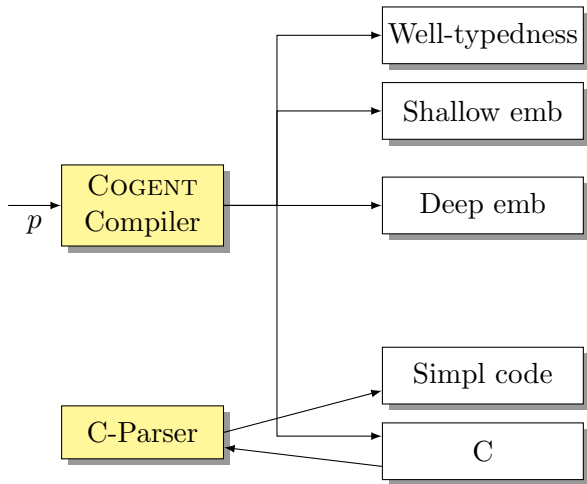 Well-typedness
Shallow emb
COGENT
Compiler
p
Deep emb
Simpl code
C-Parser
C